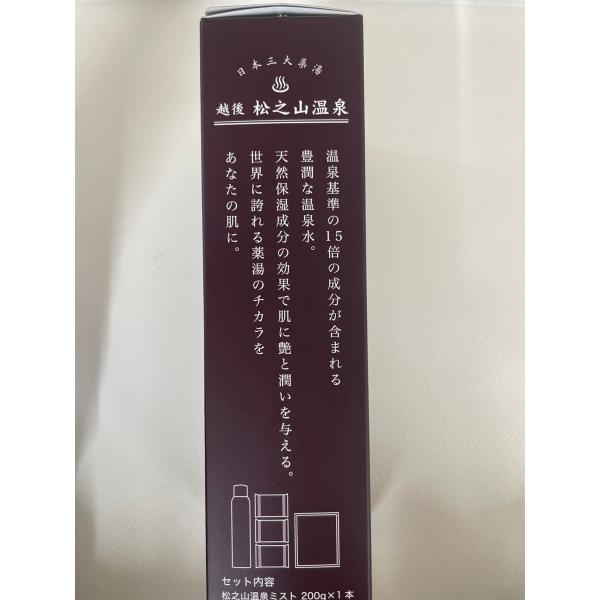 日本三大薬湯
越後 松之山温泉
温泉基準の15倍の成分が含まれる
豊潤な温泉水。
天然保湿成分の効果で肌に艶と潤いを与える。
世界に誇れる薬湯のチカラを
あなたの肌に。
セット内容
松之山温泉ミスト 200g×1本